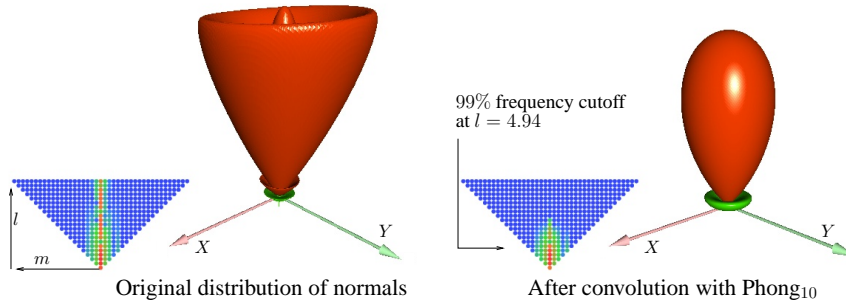 99% frequency cutoff
at l = 4.94
l
m
X
Y
X
Y
Original distribution of normals
After convolution with Phong₁₀